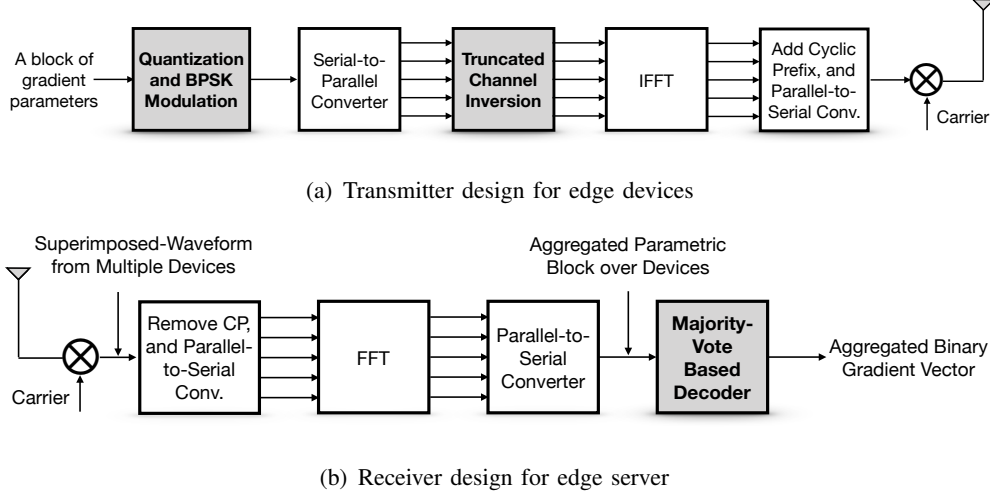 A block of
gradient
parameters
Quantization
and BPSK
Modulation
Serial-to-
Parallel
Converter
Truncated
Channel
Inversion
IFFT
Add Cyclic
Prefix, and
Parallel-to-
Serial Conv.
Carrier
(a) Transmitter design for edge devices
Superimposed-Waveform
from Multiple Devices
Aggregated Parametric
Block over Devices
Carrier
Remove CP,
and Parallel-
to-Serial
Conv.
FFT
Parallel-to-
Serial
Converter
Majority-
Vote
Based
Decoder
Aggregated Binary
Gradient Vector
(b) Receiver design for edge server